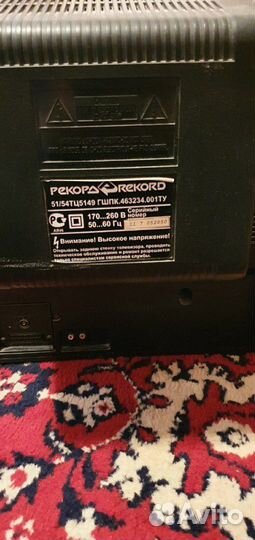 РЕКОРД REKORD
51/54ТЦ5149 ГШПК.463234.001ТУ
170...260 В
50...60 Гц
Серийный
номер
Внимание! Высокое напряжение!
Открывать заднюю стенку телевизора, проводить
техническое обслуживание и ремонт разрешается
только специалистам сервисной службы.
Avito